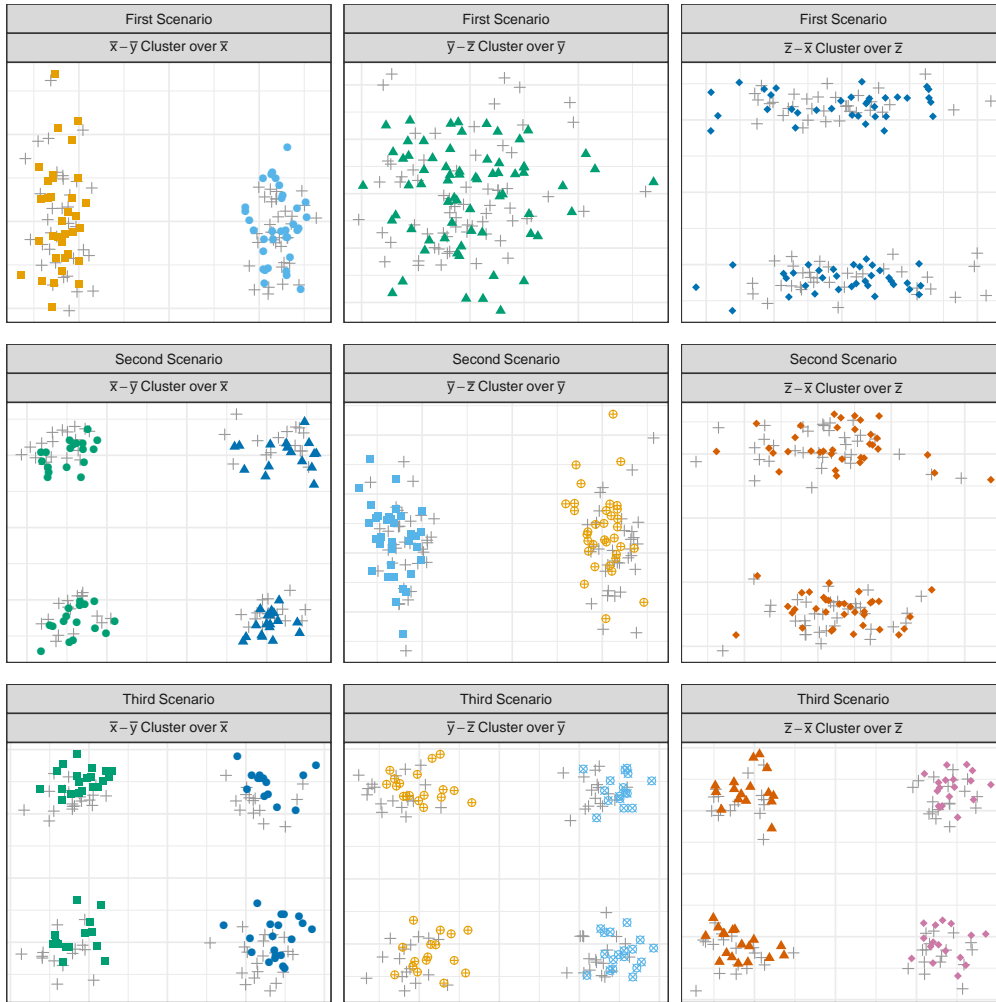 First Scenario
x̅ − y̅ Cluster over x̅
First Scenario
y̅ − z̅ Cluster over y̅
First Scenario
z̅ − x̅ Cluster over z̅
Second Scenario
x̅ − y̅ Cluster over x̅
Second Scenario
y̅ − z̅ Cluster over y̅
Second Scenario
z̅ − x̅ Cluster over z̅
Third Scenario
x̅ − y̅ Cluster over x̅
Third Scenario
y̅ − z̅ Cluster over y̅
Third Scenario
z̅ − x̅ Cluster over z̅